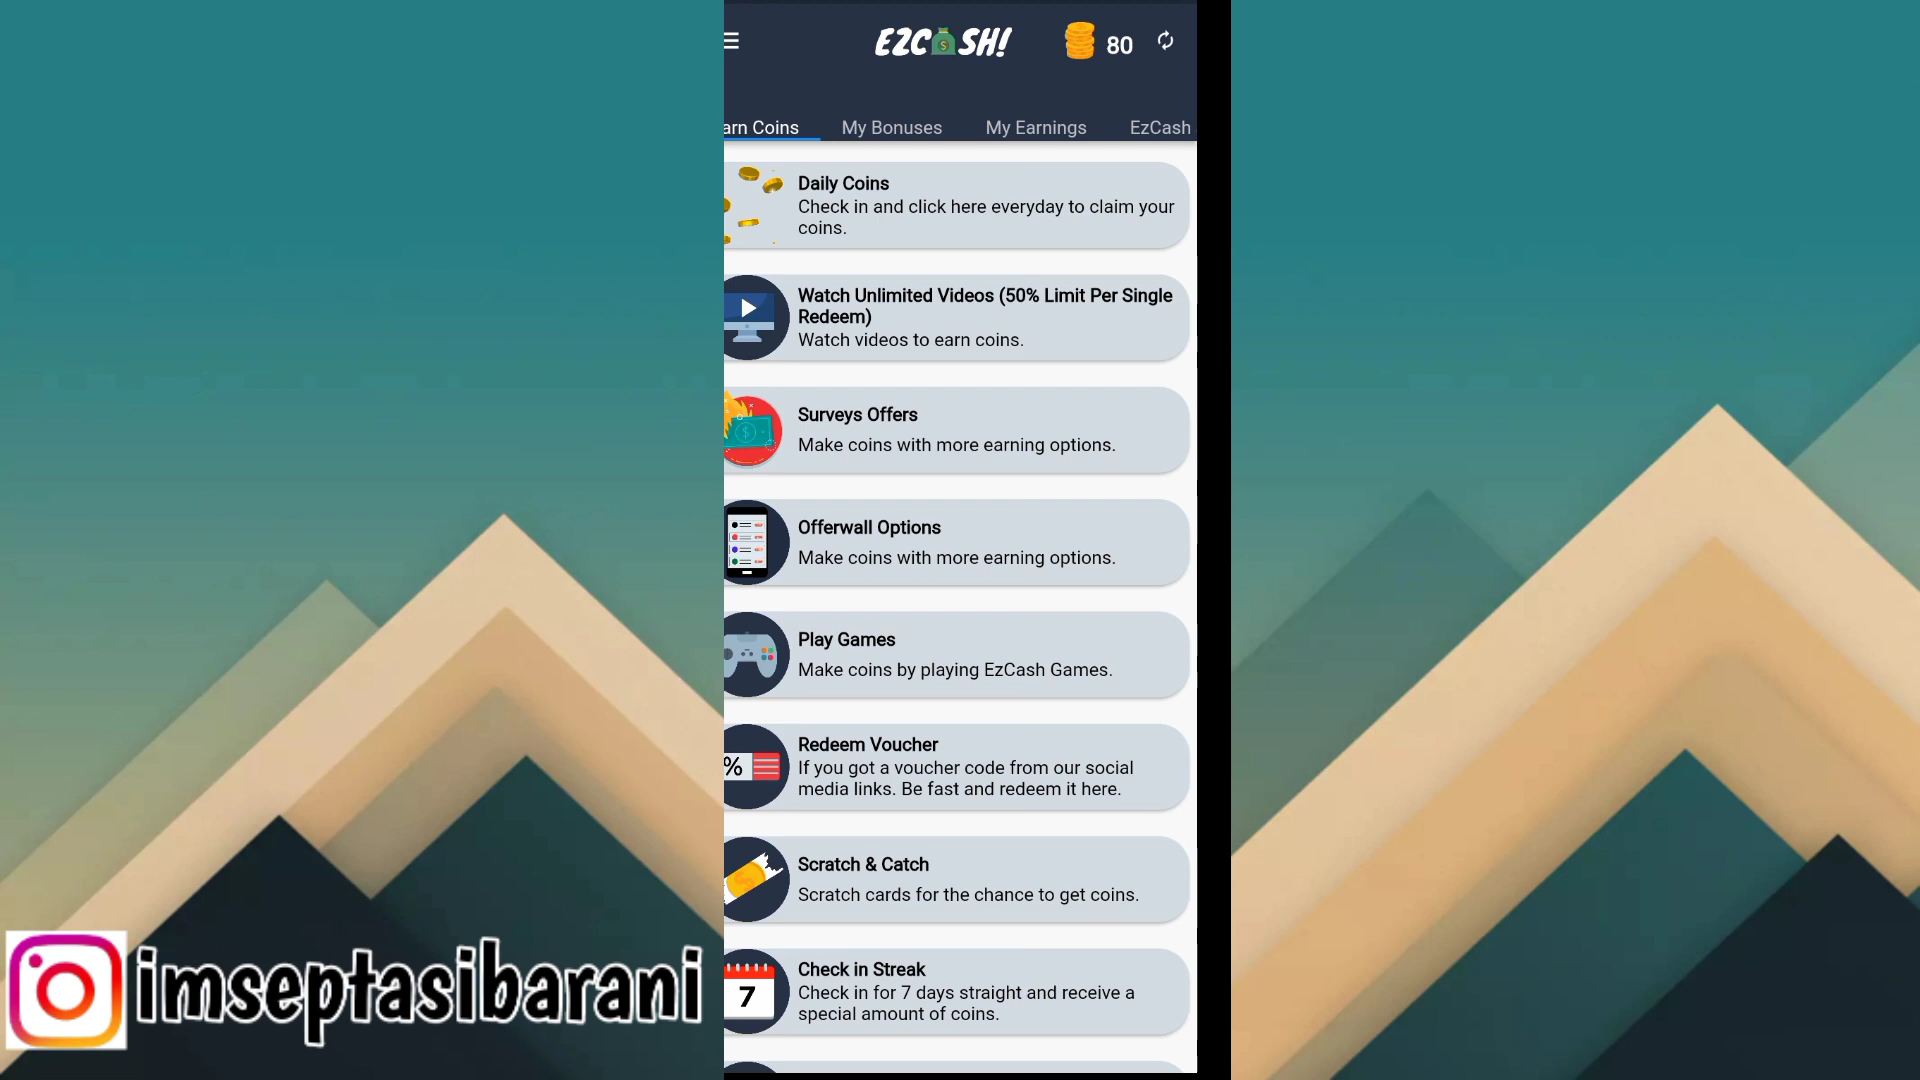 EZCASH!
80
arn Coins
My Bonuses
My Earnings
EzCash
Daily Coins
Check in and click here everyday to claim your
coins.
Watch Unlimited Videos (50% Limit Per Single
Redeem)
Watch videos to earn coins.
Surveys Offers
Make coins with more earning options.
Offerwall Options
Make coins with more earning options.
Play Games
Make coins by playing EzCash Games.
%
Redeem Voucher
If you got a voucher code from our social
media links. Be fast and redeem it here.
Scratch & Catch
Scratch cards for the chance to get coins.
7
Check in Streak
Check in for 7 days straight and receive a
special amount of coins.
imseptasibarani